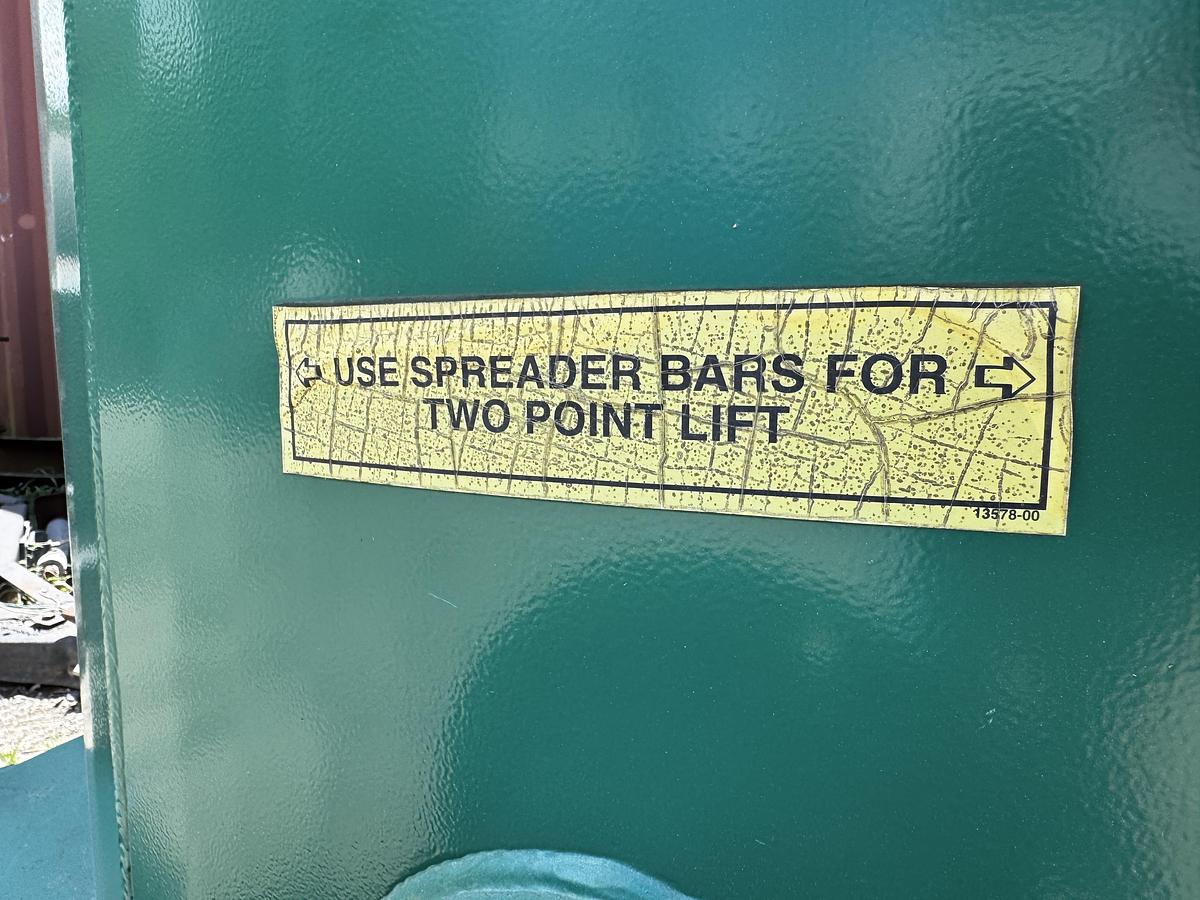 USE SPREADER BARS FOR
TWO POINT LIFT
13578-00